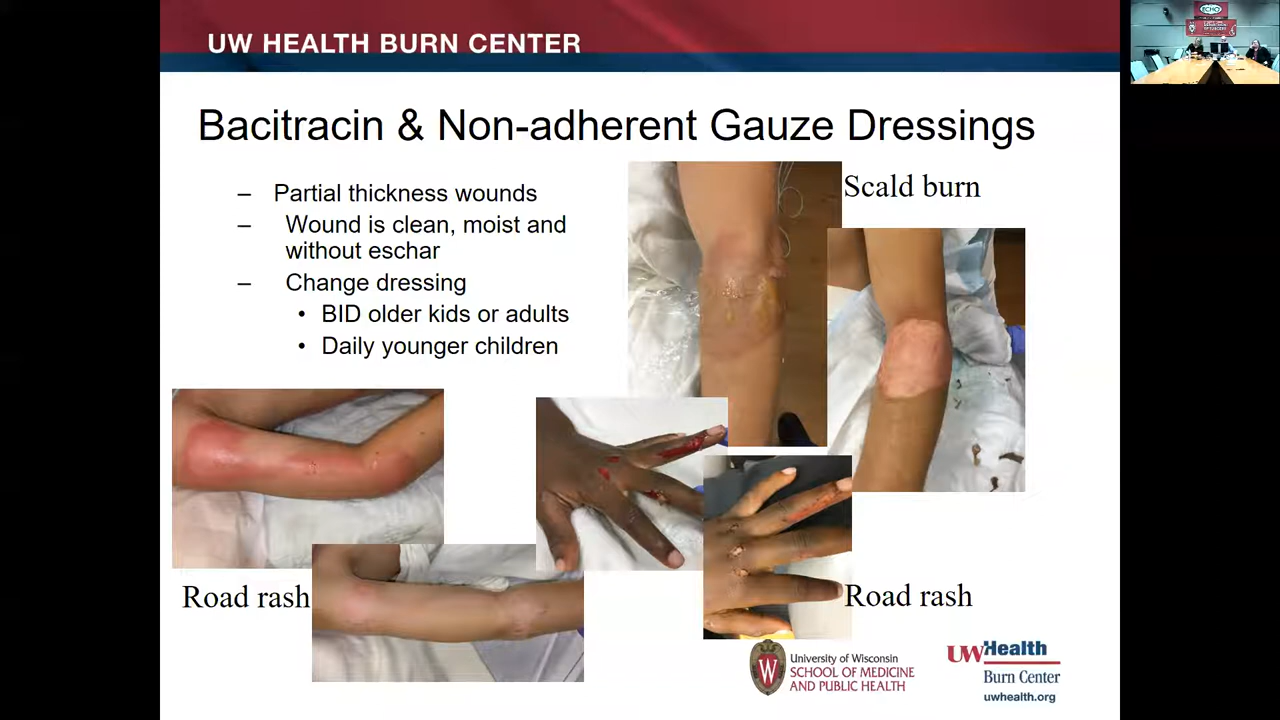 UW HEALTH BURN CENTER
Bacitracin & Non-adherent Gauze Dressings
– Partial thickness wounds
– Wound is clean, moist and
without eschar
– Change dressing
• BID older kids or adults
• Daily younger children
Scald burn
Road rash
Road rash
W
University of Wisconsin
SCHOOL OF MEDICINE
AND PUBLIC HEALTH
UWHealth
Burn Center
uwhealth.org
ECHO